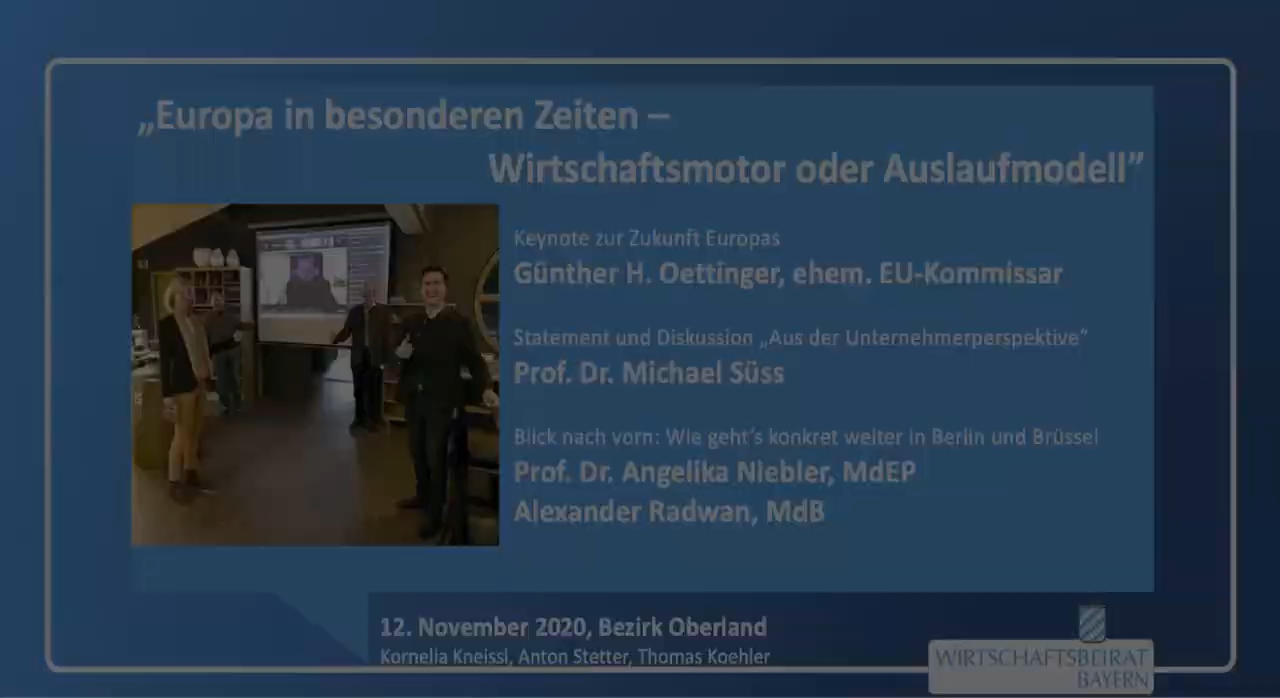 „Europa in besonderen Zeiten –
Wirtschaftsmotor oder Auslaufmodell”
Keynote zur Zukunft Europas
Günther H. Oettinger, ehem. EU-Kommissar
Statement und Diskussion „Aus der Unternehmerperspektive“
Prof. Dr. Michael Süss
Blick nach vorn: Wie geht’s konkret weiter in Berlin und Brüssel
Prof. Dr. Angelika Niebler, MdEP
Alexander Radwan, MdB
12. November 2020, Bezirk Oberland
Kornelia Kneissl, Anton Stetter, Thomas Koehler
WIRTSCHAFTSBEIRAT
BAYERN